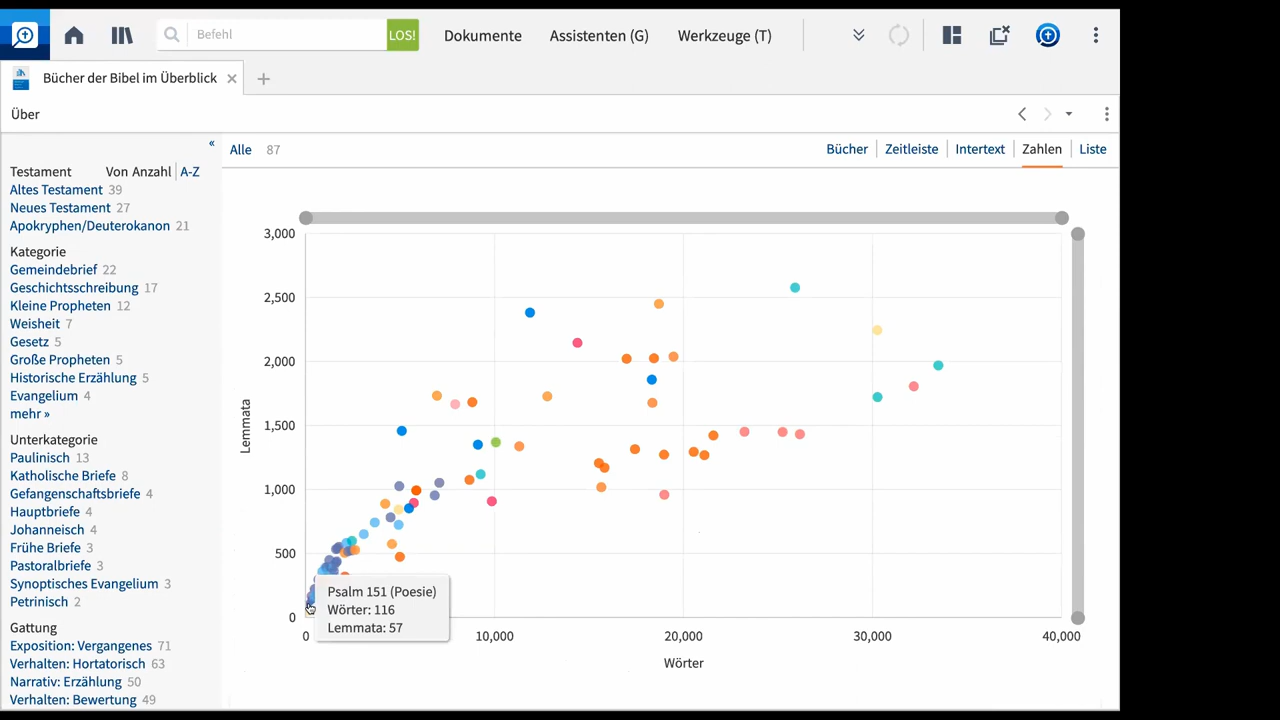 Befehl
LOS!
Dokumente
Assistenten (G)
Werkzeuge (T)
Bücher der Bibel im Überblick
Über
Alle 87
Bücher
Zeitleiste
Intertext
Zahlen
Liste
Testament
Von Anzahl
A-Z
Altes Testament 39
Neues Testament 27
Apokryphen/Deuterokanon 21
Kategorie
Gemeindebrief 22
Geschichtsschreibung 17
Kleine Propheten 12
Weisheit 7
Gesetz 5
Große Propheten 5
Historische Erzählung 5
Evangelium 4
mehr »
Unterkategorie
Paulinisch 13
Katholische Briefe 8
Gefangenschaftsbriefe 4
Hauptbriefe 4
Johanneisch 4
Frühe Briefe 3
Pastoralbriefe 3
Synoptisches Evangelium 3
Petrinisch 2
Gattung
Exposition: Vergangenes 71
Verhalten: Hortatorisch 63
Narrativ: Erzählung 50
Verhalten: Bewertung 49
3,000
2,500
2,000
1,500
1,000
500
0
Lemmata
Psalm 151 (Poesie)
Wörter: 116
Lemmata: 57
0
10,000
20,000
30,000
40,000
Wörter